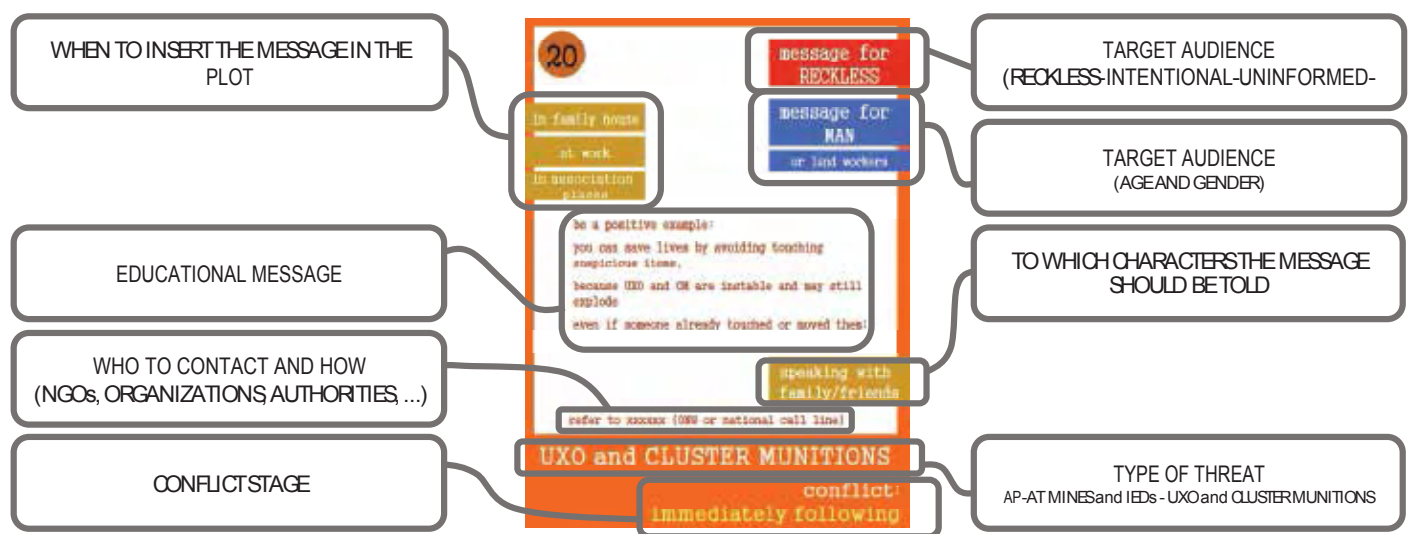 WHEN TO INSERT THE MESSAGE IN THE
PLOT
EDUCATIONAL MESSAGE
WHO TO CONTACT AND HOW
(NGOs, ORGANIZATIONS, AUTHORITIES, ...)
CONFLICT STAGE
20
message for
RECKLESS
in family house
at work
in association
places
message for
MAN
or land workers
be a positive example:
you can save lives by avoiding touching
suspicious items,
because UXO and CM are instable and may still
explode
even if someone already touched or moved them!
speaking with
family/friends
refer to xxxxxx (ONU or national call line)
UXO and CLUSTER MUNITIONS
conflict:
immediately following
TARGET AUDIENCE
(RECKLESS-INTENTIONAL-UNINFORMED-
TARGET AUDIENCE
(AGE AND GENDER)
TO WHICH CHARACTERS THE MESSAGE
SHOULD BE TOLD
TYPE OF THREAT
AP-AT MINES and IEDs - UXO and CLUSTER MUNITIONS